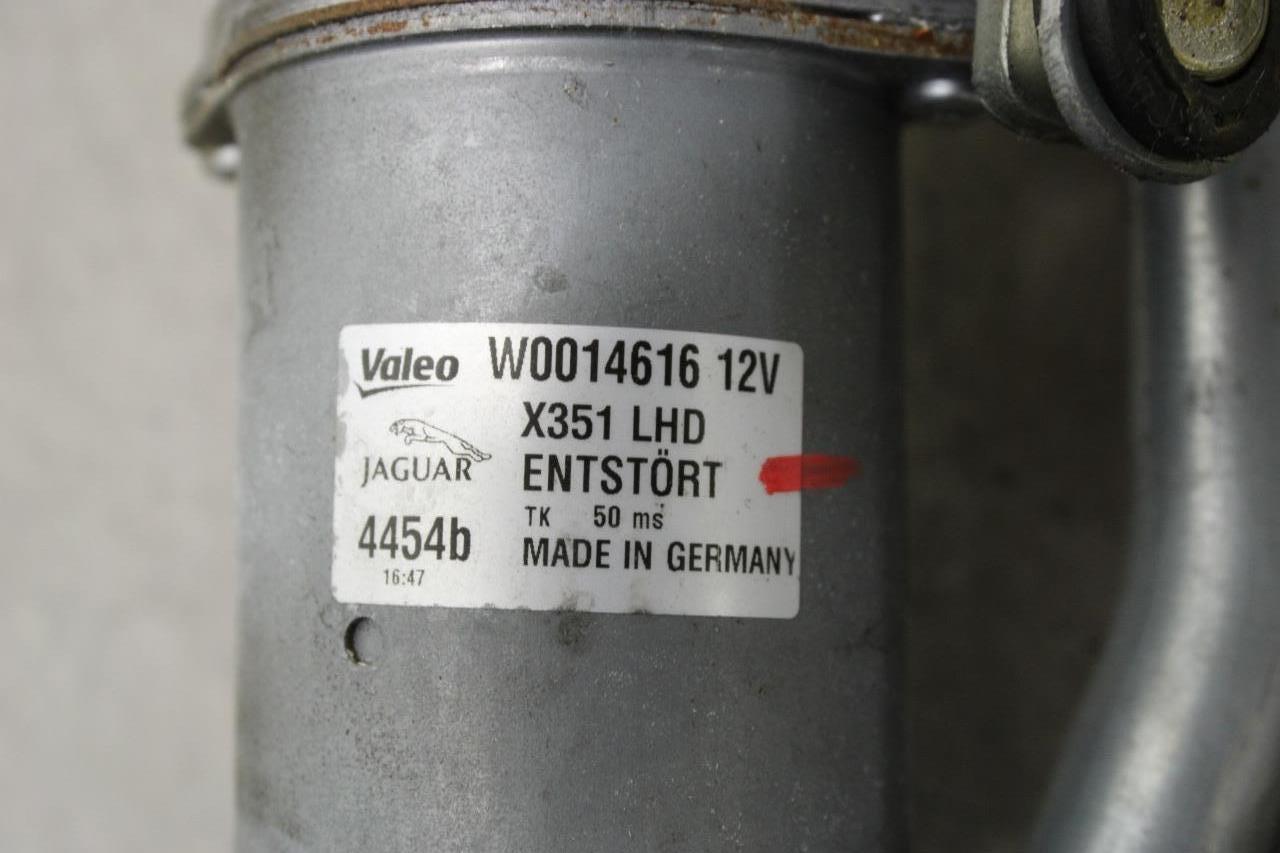 Valeo W0014616 12V
X351 LHD
JAGUAR ENTSTÖRT
TK 50 ms
4454b MADE IN GERMANY
16:47